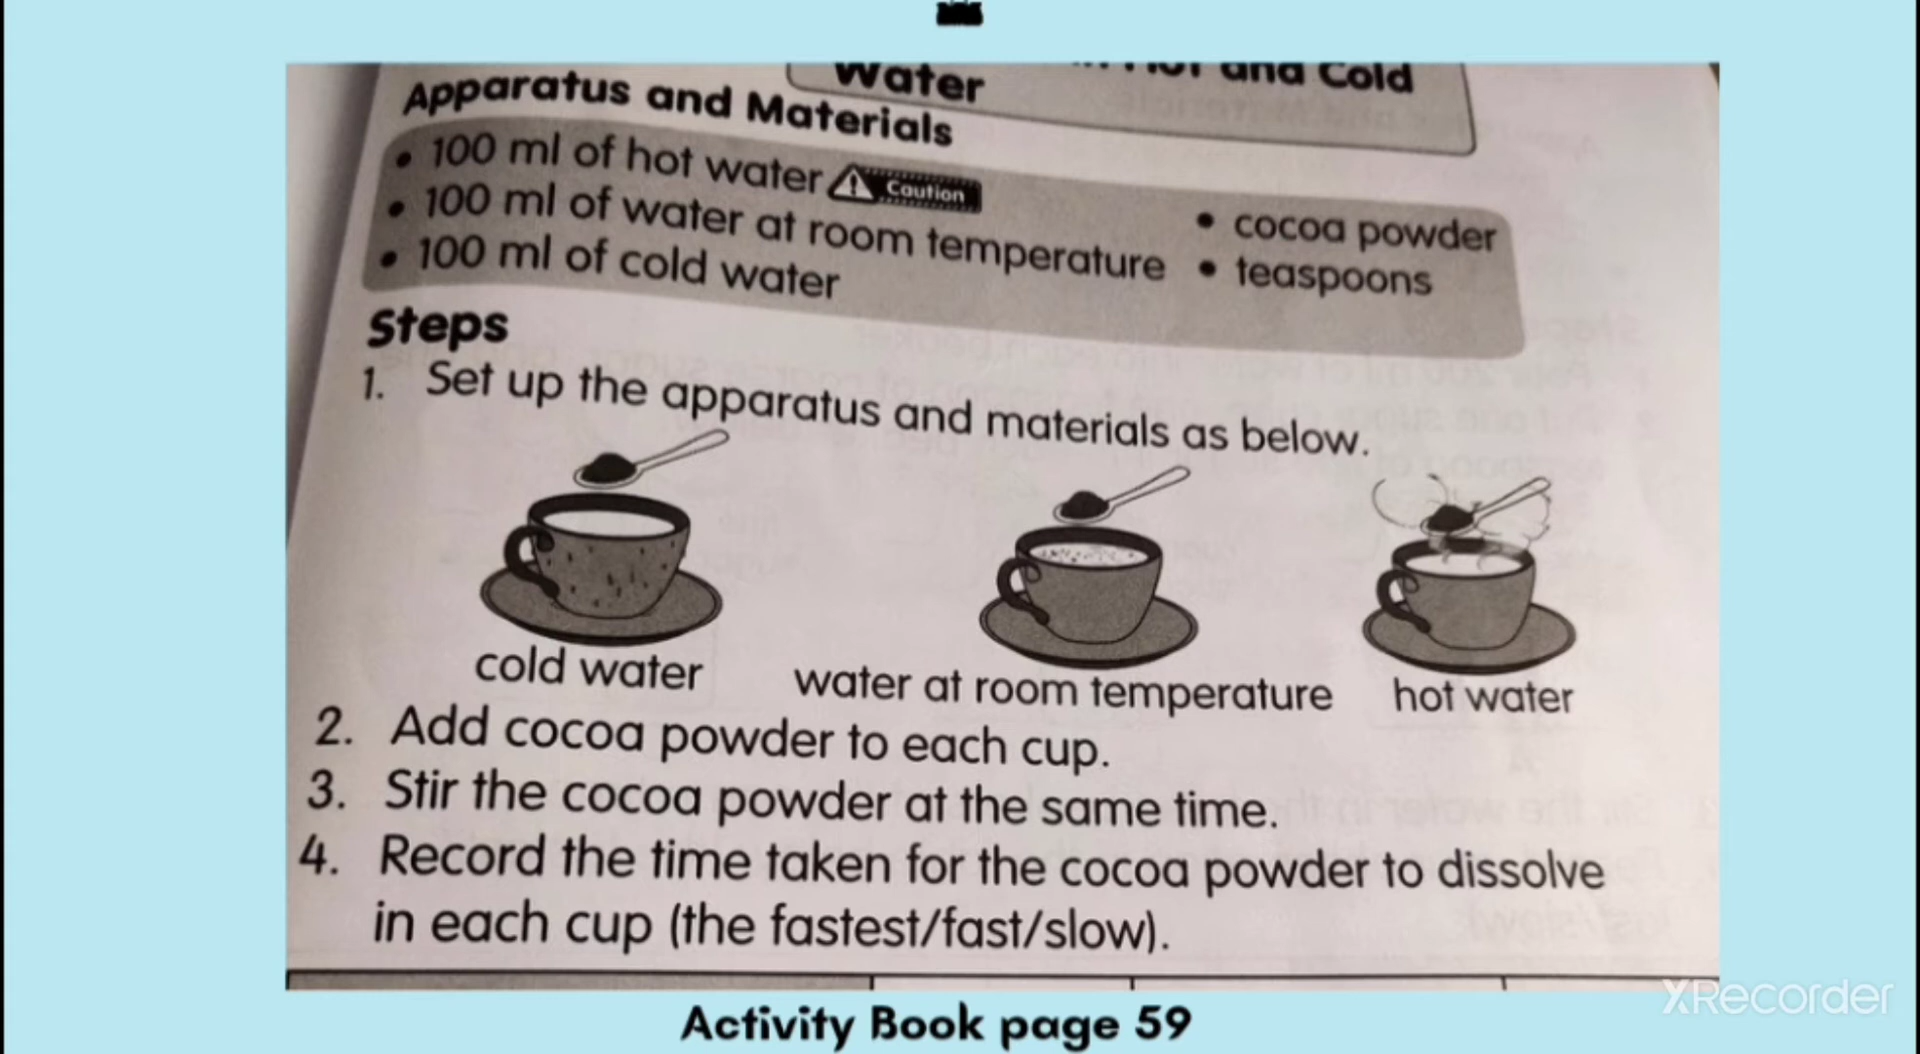 and Cold
Water
Apparatus and Materials
• 100 ml of hot water Caution
• 100 ml of water at room temperature
• 100 ml of cold water
• cocoa powder
• teaspoons
Steps
1. Set up the apparatus and materials as below.
cold water
water at room temperature
hot water
2. Add cocoa powder to each cup.
3. Stir the cocoa powder at the same time.
4. Record the time taken for the cocoa powder to dissolve
in each cup (the fastest/fast/slow).
Activity Book page 59
XRecorder